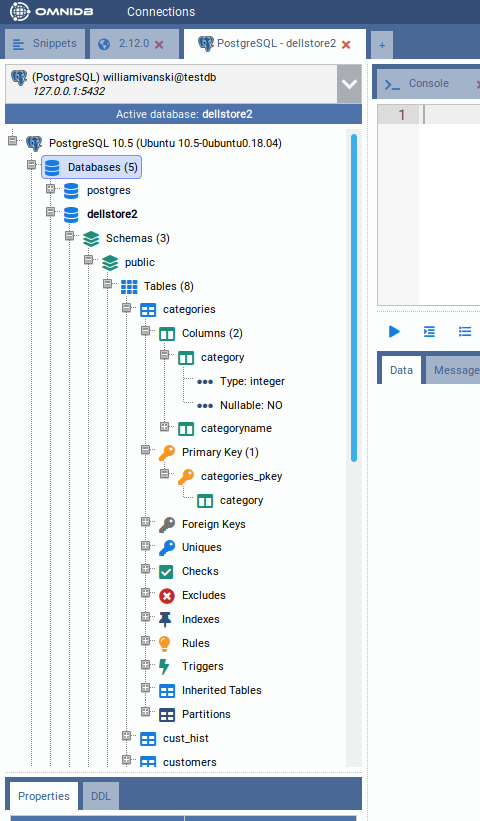 OMNIDB Connections
Snippets 2.12.0 PostgreSQL - dellstore2 +
(PostgreSQL) williamivanski@testdb
127.0.0.1:5432
Console
Active database: dellstore2
1
PostgreSQL 10.5 (Ubuntu 10.5-0ubuntu0.18.04)
Databases (5)
postgres
dellstore2
Schemas (3)
public
Tables (8)
categories
Columns (2)
category
Type: integer
Nullable: NO
categoryname
Primary Key (1)
categories_pkey
category
Foreign Keys
Uniques
Checks
Excludes
Indexes
Rules
Triggers
Inherited Tables
Partitions
cust_hist
customers
Data Message
Properties DDL